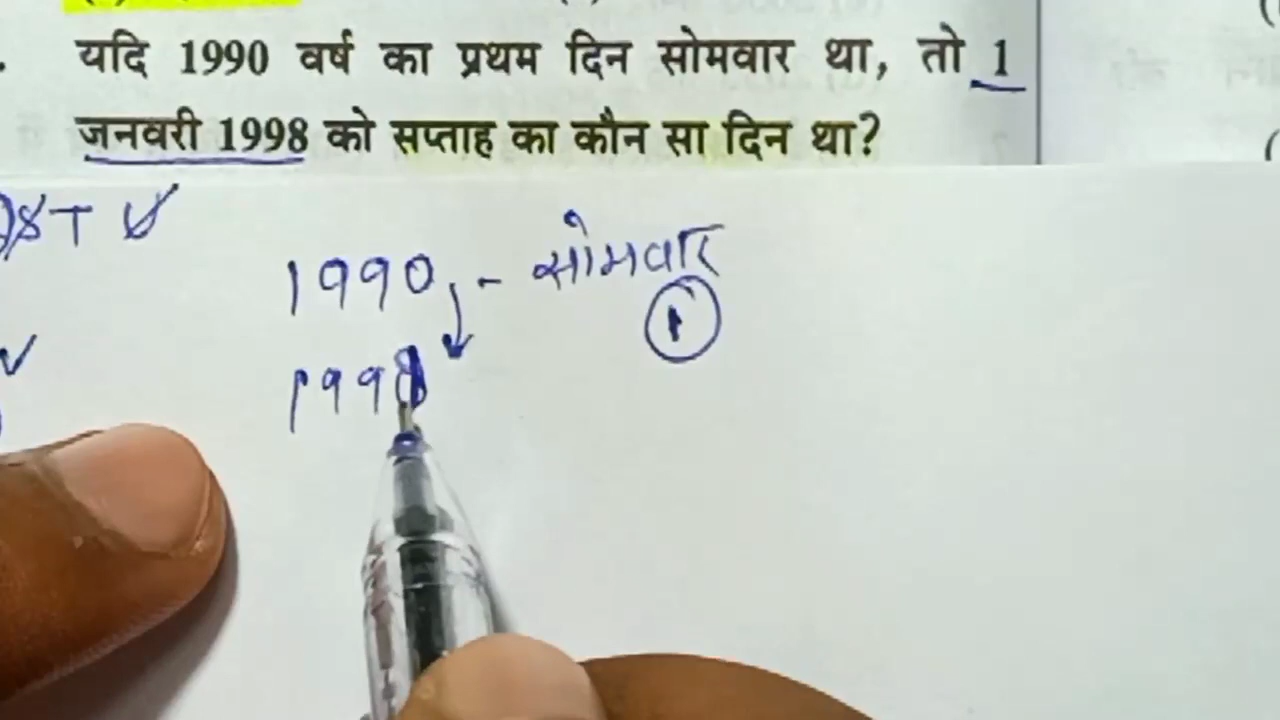 यदि 1990 वर्ष का प्रथम दिन सोमवार था, तो 1
जनवरी 1998 को सप्ताह का कौन सा दिन था?
1990 - सोमवार
1
1998